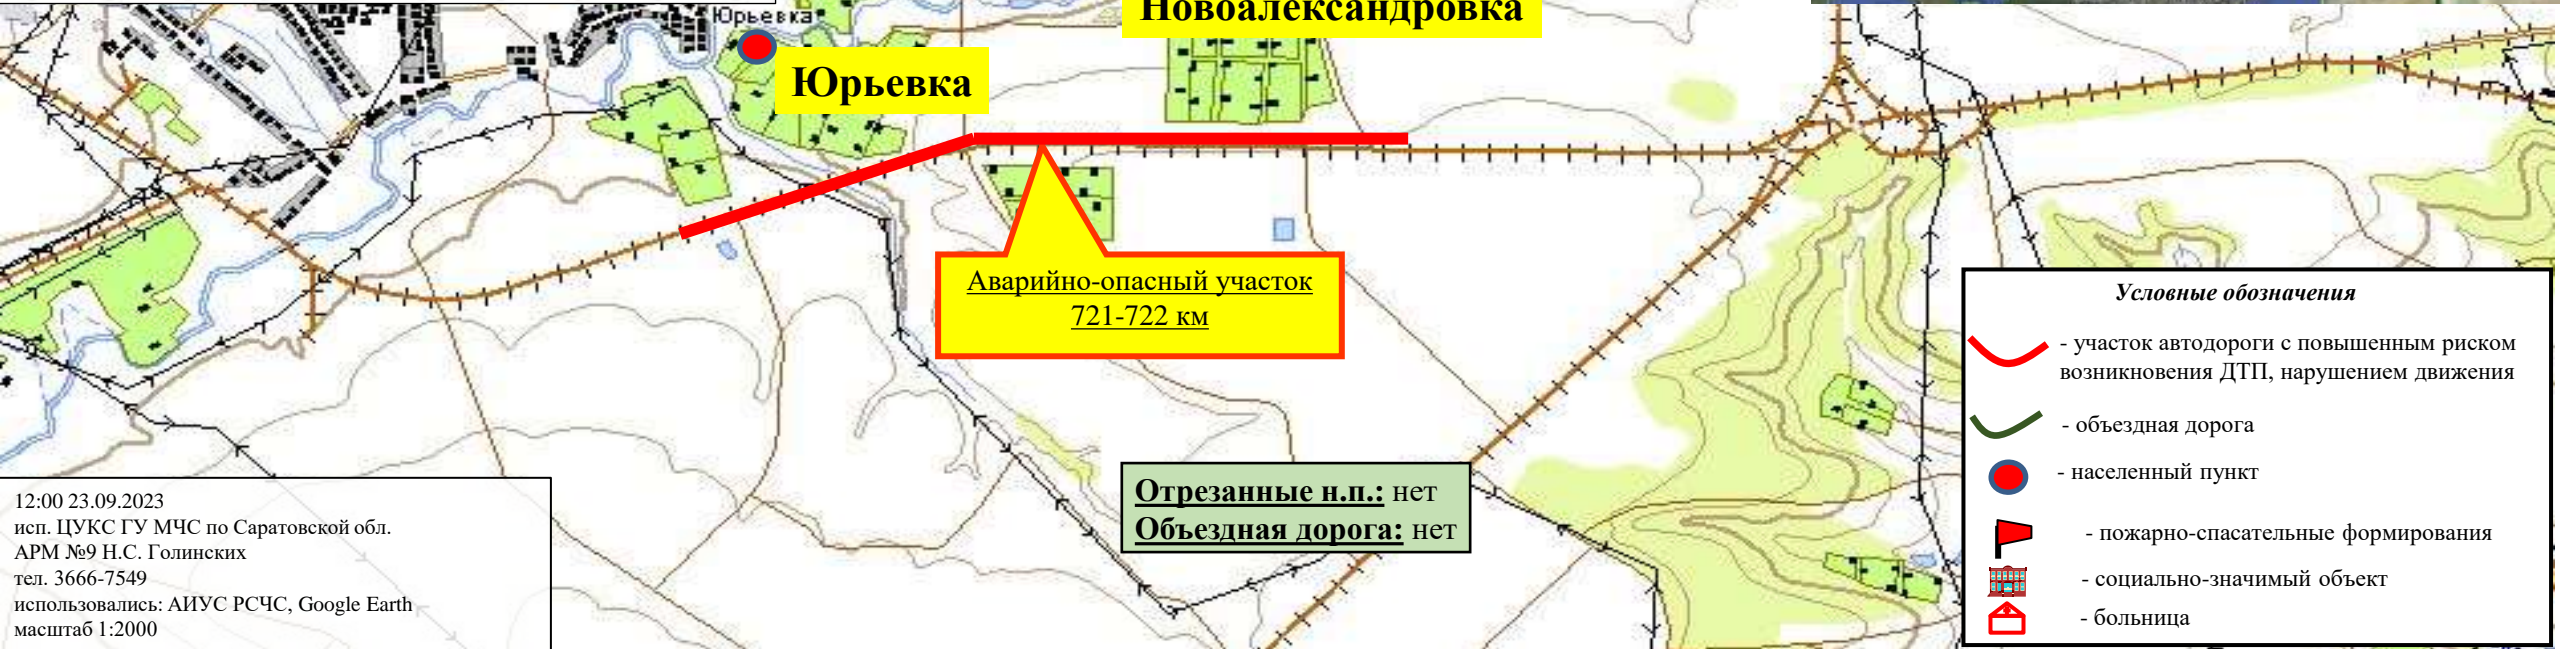 Юрьевка
Новоалександровка
Юрьевка
Аварийно-опасный участок
721-722 км
Условные обозначения
- участок автодороги с повышенным риском
возникновения ДТП, нарушением движения
- объездная дорога
- населенный пункт
- пожарно-спасательные формирования
- социально-значимый объект
- больница
Отрезанные н.п.: нет
Объездная дорога: нет
12:00 23.09.2023
исп. ЦУКС ГУ МЧС по Саратовской обл.
АРМ №9 Н.С. Голинских
тел. 3666-7549
использовались: АИУС РСЧС, Google Earth
масштаб 1:2000